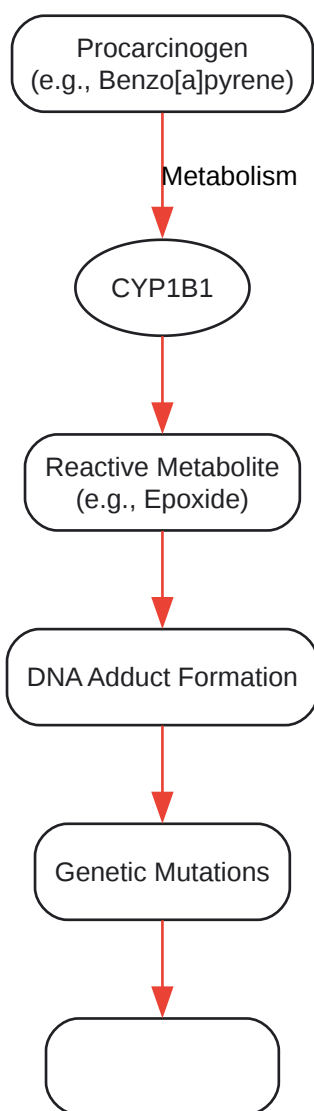 Procarcinogen
(e.g., Benzo[a]pyrene)
Metabolism
CYP1B1
Reactive Metabolite
(e.g., Epoxide)
DNA Adduct Formation
Genetic Mutations